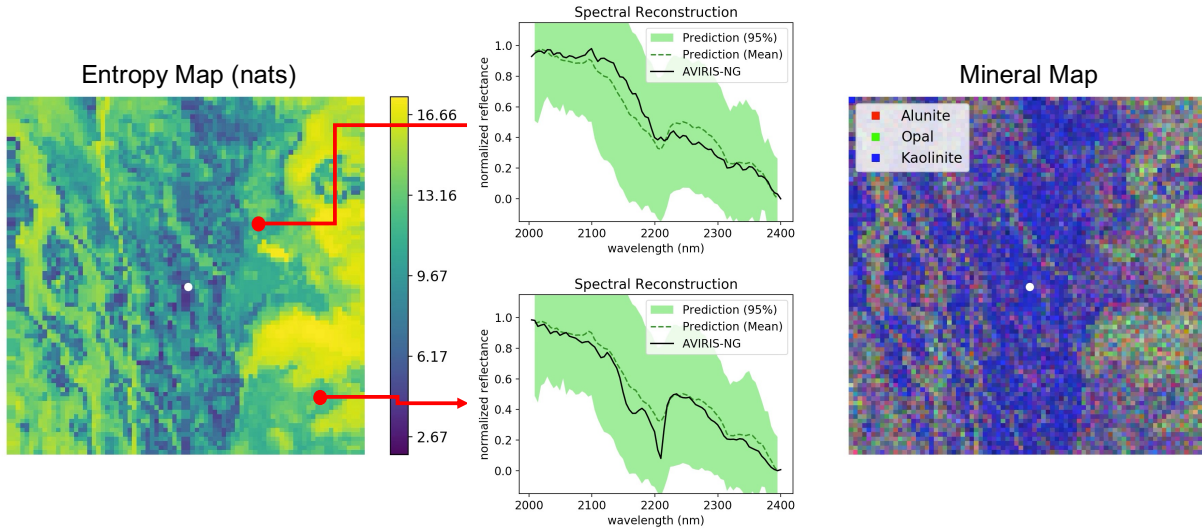 Entropy Map (nats)
16.66
13.16
9.67
6.17
2.67
Spectral Reconstruction
Prediction (95%)
Prediction (Mean)
AVIRIS-NG
normalized reflectance
1.0
0.8
0.6
0.4
0.2
0.0
2000 2100 2200 2300 2400
wavelength (nm)
Spectral Reconstruction
Prediction (95%)
Prediction (Mean)
AVIRIS-NG
normalized reflectance
1.0
0.8
0.6
0.4
0.2
0.0
2000 2100 2200 2300 2400
wavelength (nm)
Mineral Map
Alunite
Opal
Kaolinite